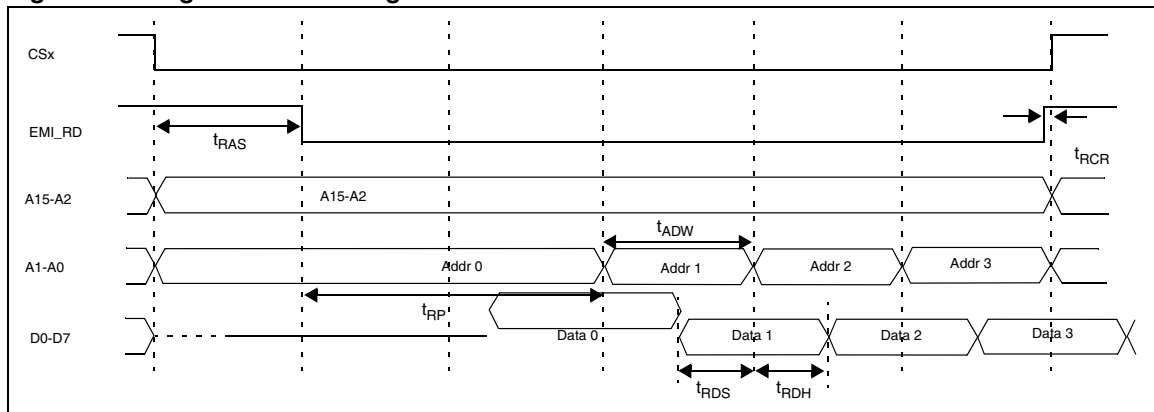 CSx
EMI_RD
tRAS
tRCR
A15-A2
A15-A2
tADW
A1-A0
Addr 0
Addr 1
Addr 2
Addr 3
tRP
D0-D7
Data 0
Data 1
Data 2
Data 3
tRDS
tRDH